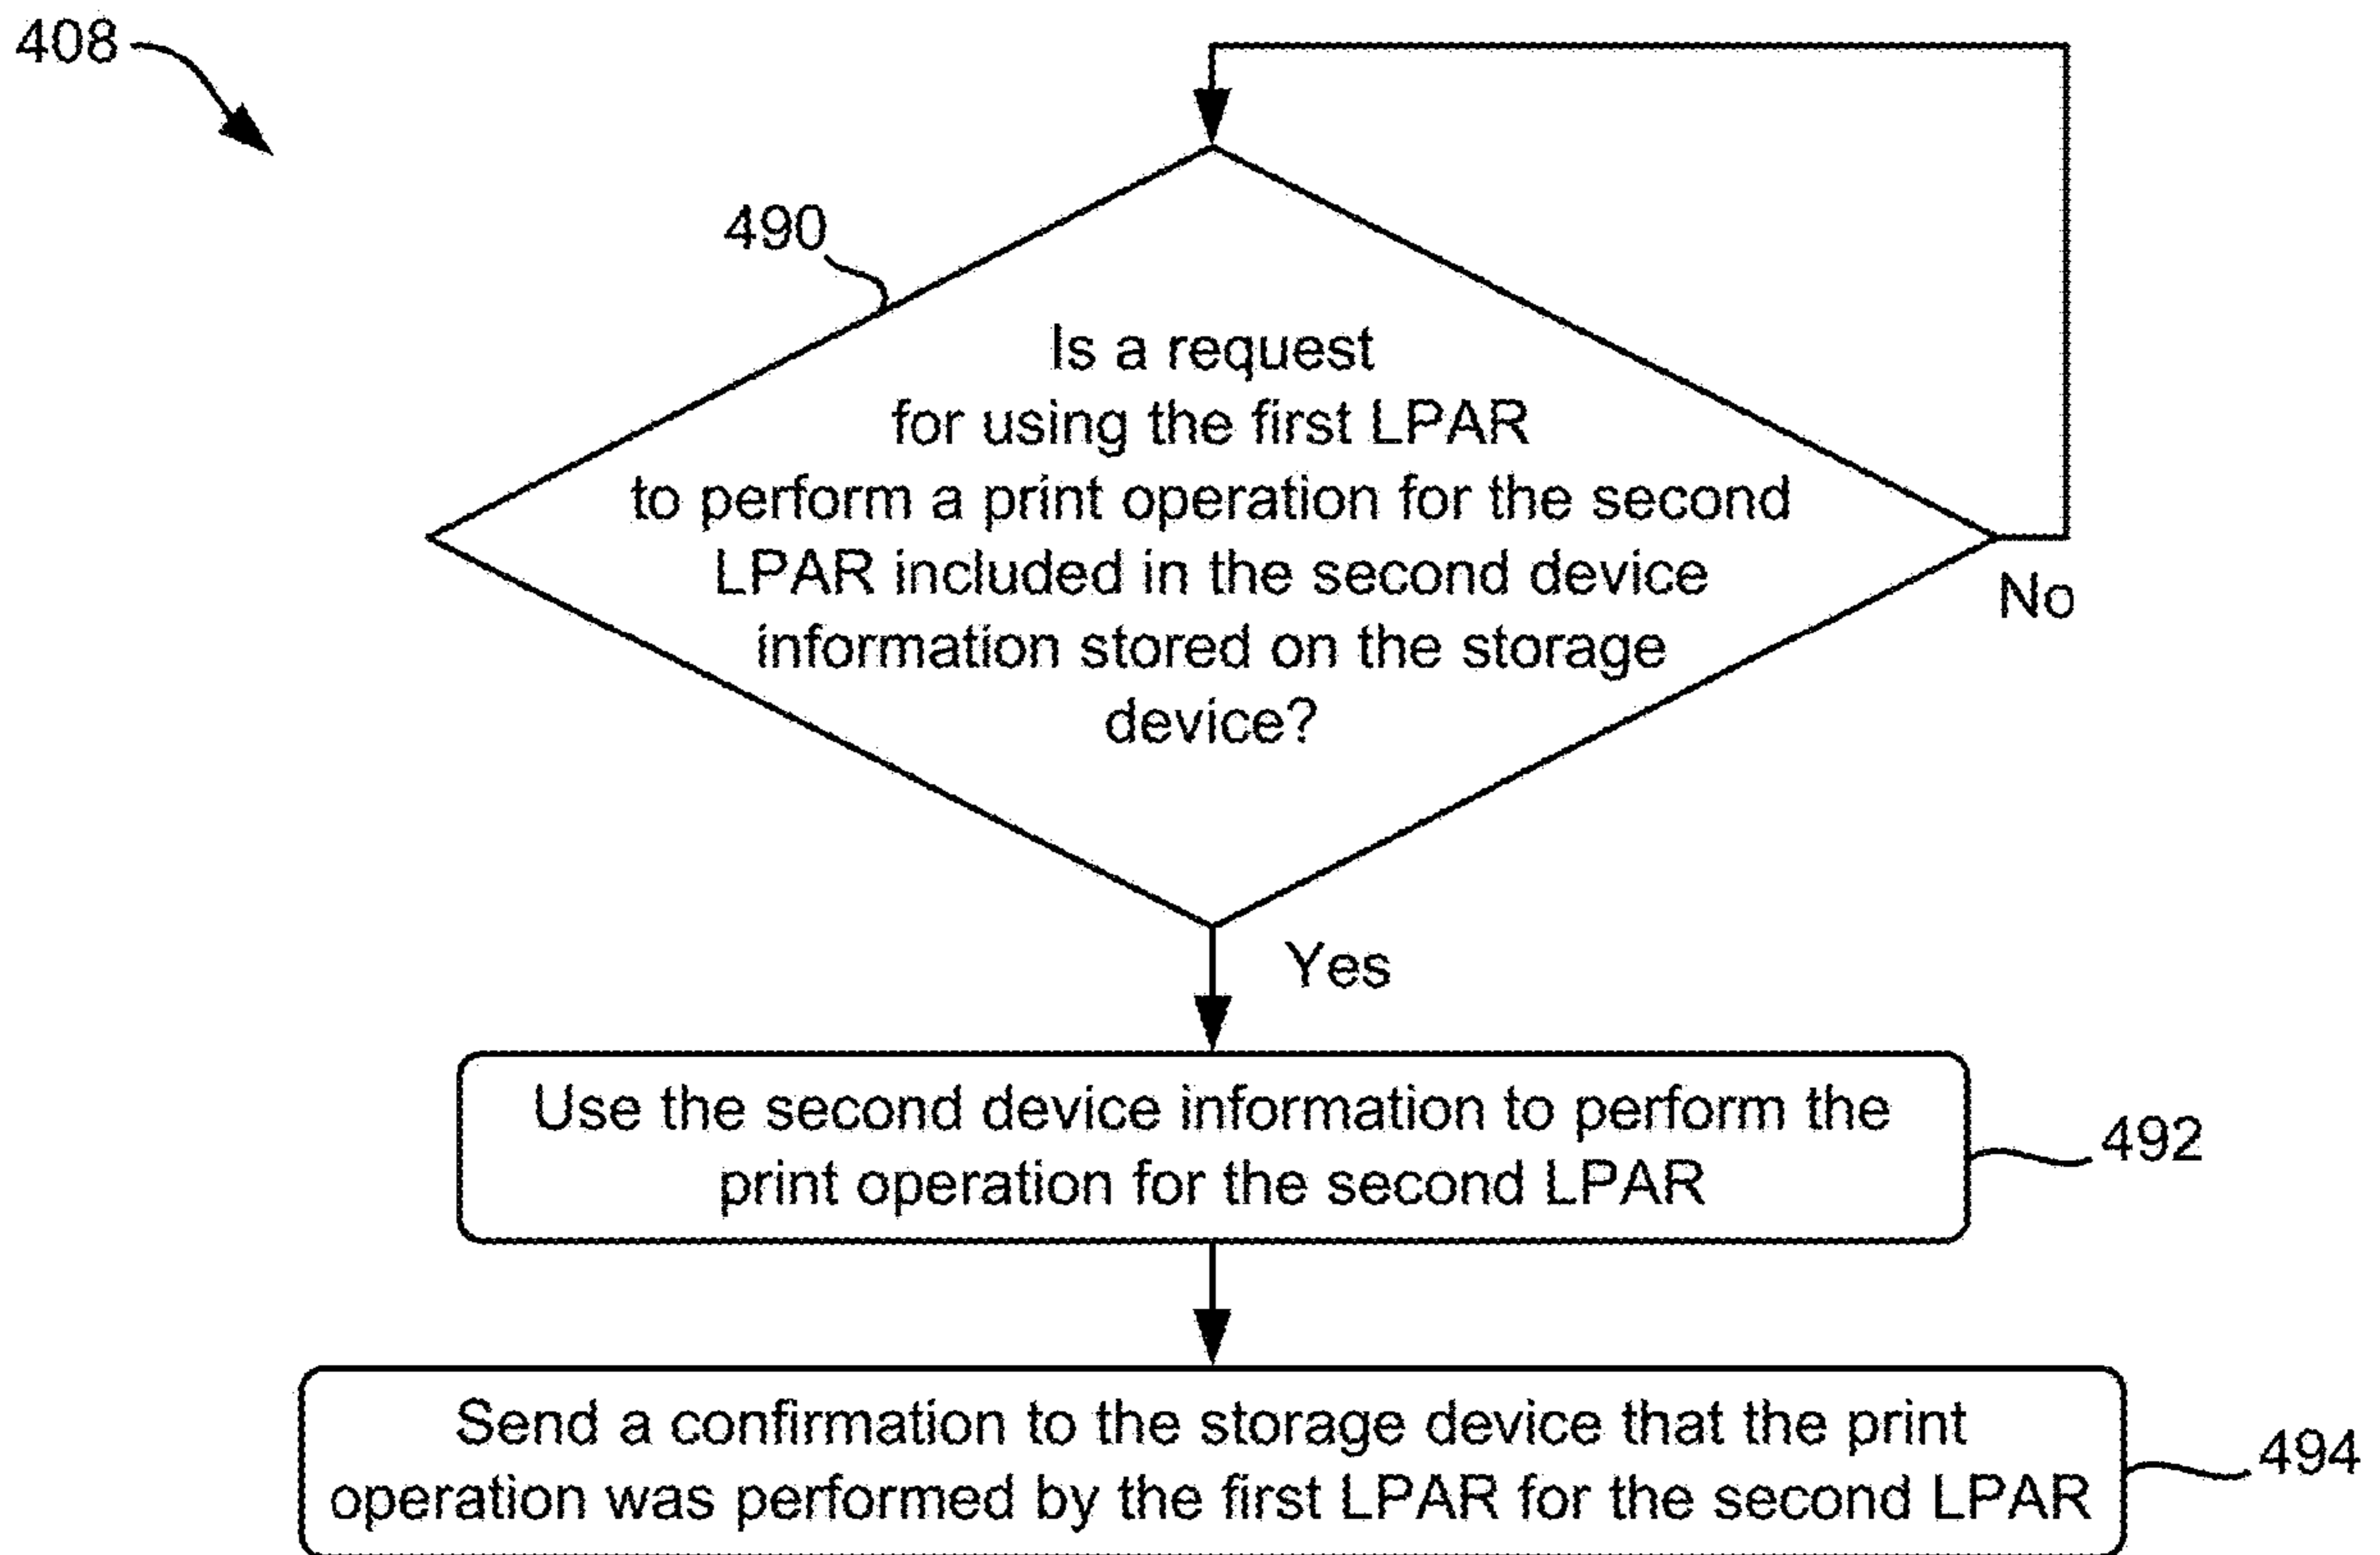 408
490
Is a request
for using the first LPAR
to perform a print operation for the second
LPAR included in the second device
information stored on the storage
device?
No
Yes
Use the second device information to perform the
print operation for the second LPAR
492
Send a confirmation to the storage device that the print
operation was performed by the first LPAR for the second LPAR
494